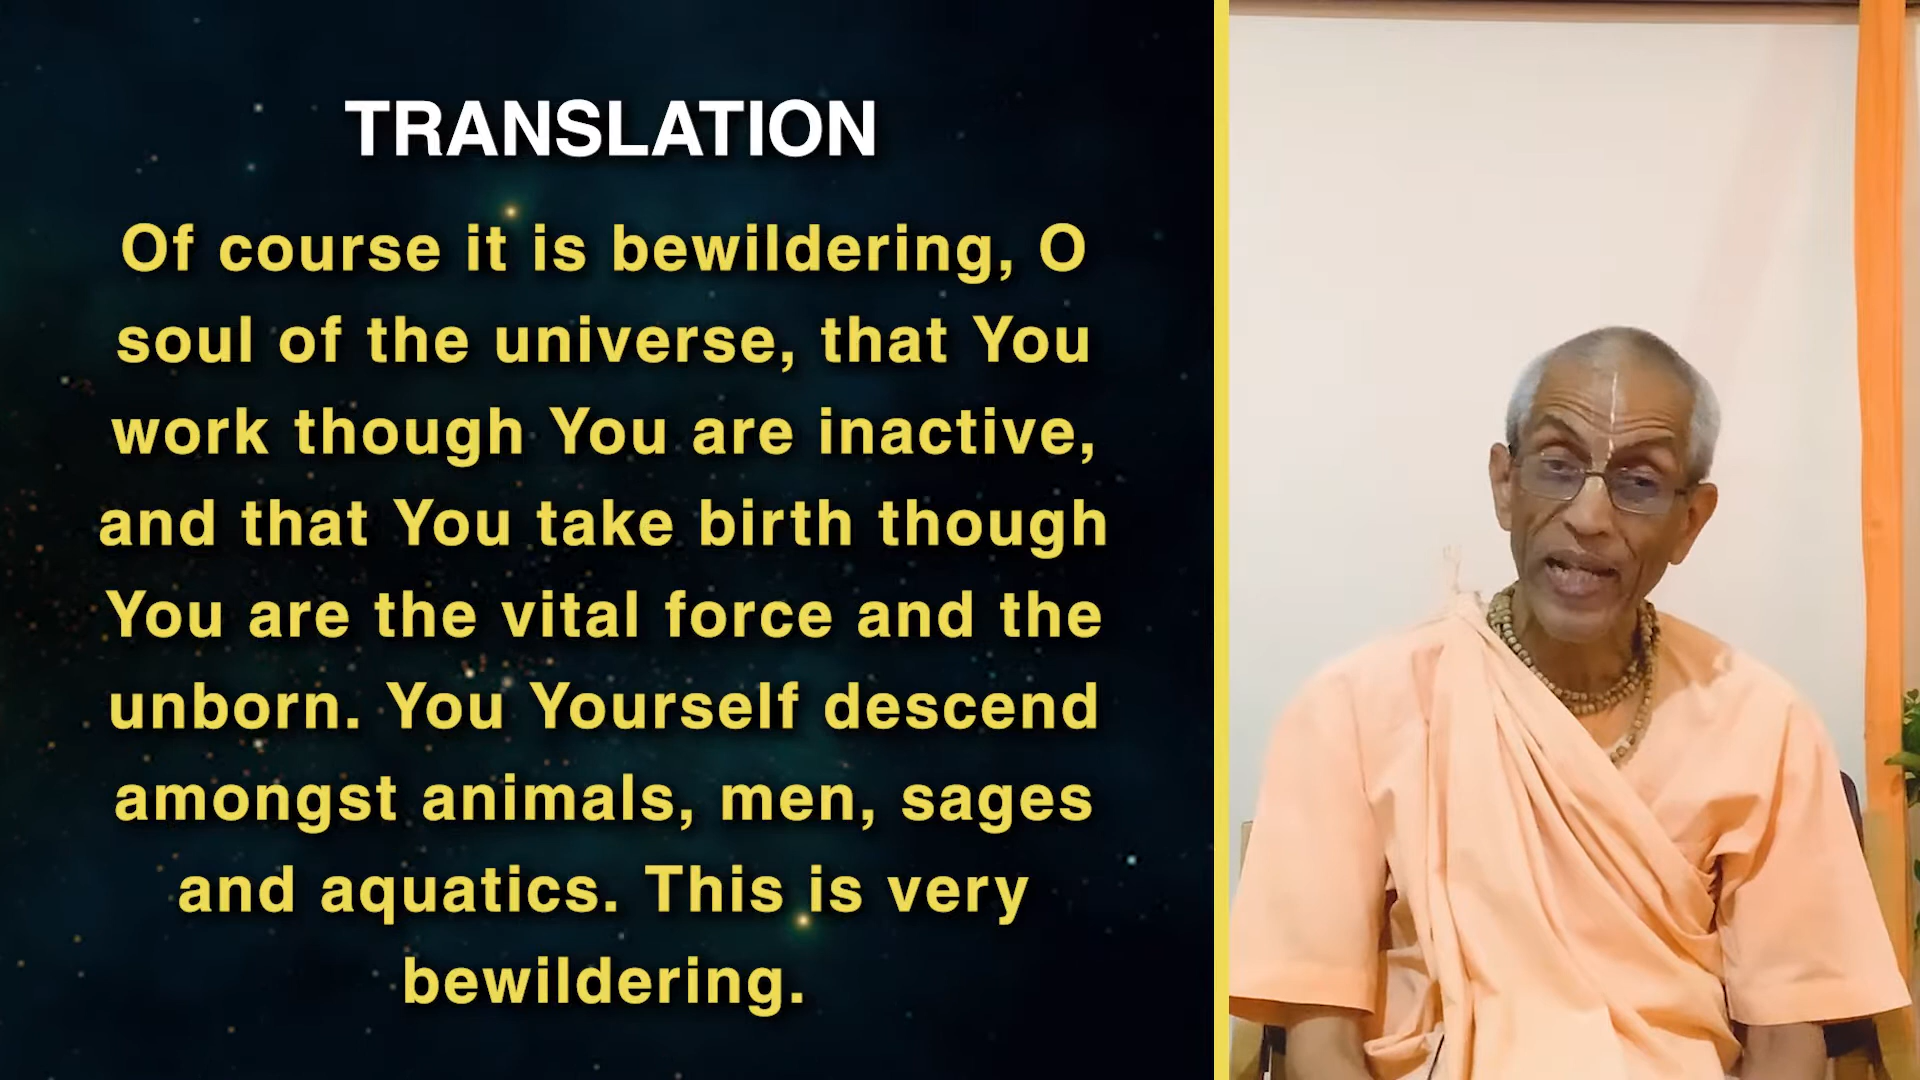 TRANSLATION
Of course it is bewildering, O
soul of the universe, that You
work though You are inactive,
and that You take birth though
You are the vital force and the
unborn. You Yourself descend
amongst animals, men, sages
and aquatics. This is very
bewildering.